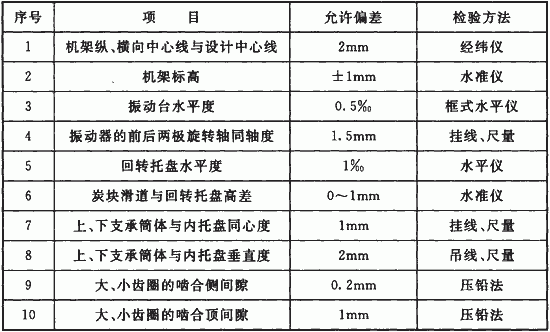 序号 项 目 允许偏差 检验方法
1 机架纵、横向中心线与设计中心线 2mm 经纬仪
2 机架标高 ±1mm 水准仪
3 振动台水平度 0.5‰ 框式水平仪
4 振动器的前后两极旋转轴同轴度 1.5mm 挂线、尺量
5 回转托盘水平度 1‰ 水平仪
6 炭块滑道与回转托盘高差 0～1mm 水准仪
7 上、下支承筒体与内托盘同心度 1mm 挂线、尺量
8 上、下支承筒体与内托盘垂直度 2mm 吊线、尺量
9 大、小齿圈的啮合侧间隙 0.2mm 压铅法
10 大、小齿圈的啮合顶间隙 1mm 压铅法